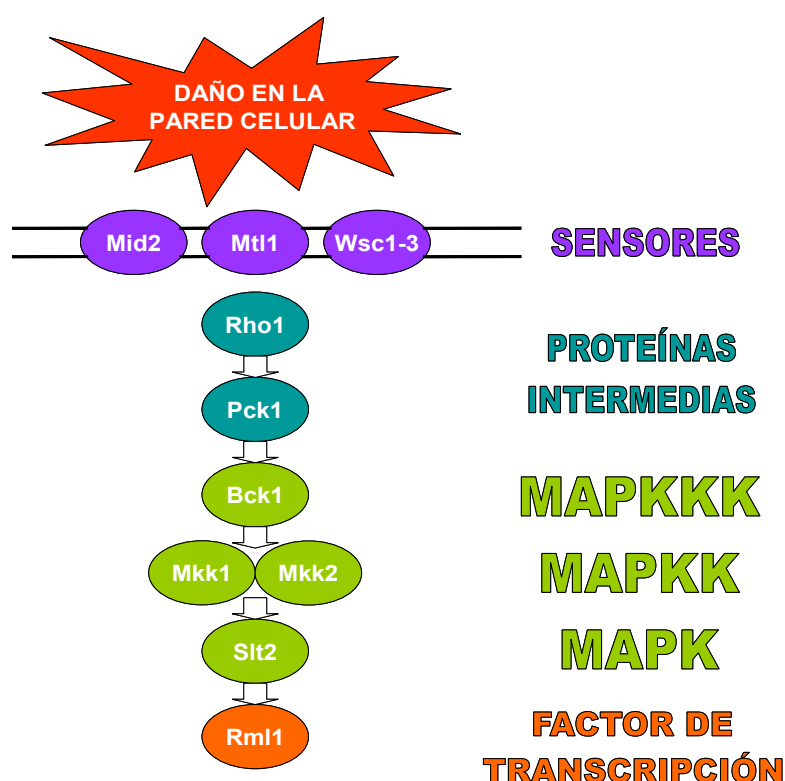 DAÑO EN LA
PARED CELULAR
Mid2 Mtl1 Wsc1-3 SENSORES
Rho1
PROTEÍNAS
INTERMEDIAS
Pck1
Bck1 MAPKKK
Mkk1 Mkk2 MAPKK
Slt2 MAPK
Rml1 FACTOR DE
TRANSCRIPCIÓN